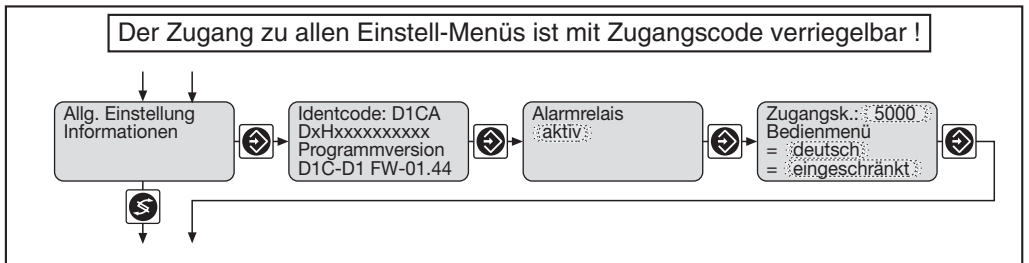 Der Zugang zu allen Einstell-Menüs ist mit Zugangscode verriegelbar !
Allg. Einstellung
Informationen
Identcode: D1CA
DxHxxxxxxxxxx
Programmversion
D1C-D1 FW-01.44
Alarmrelais
aktiv
Zugangsk.: 5000
Bedienmenü
= deutsch
= eingeschränkt